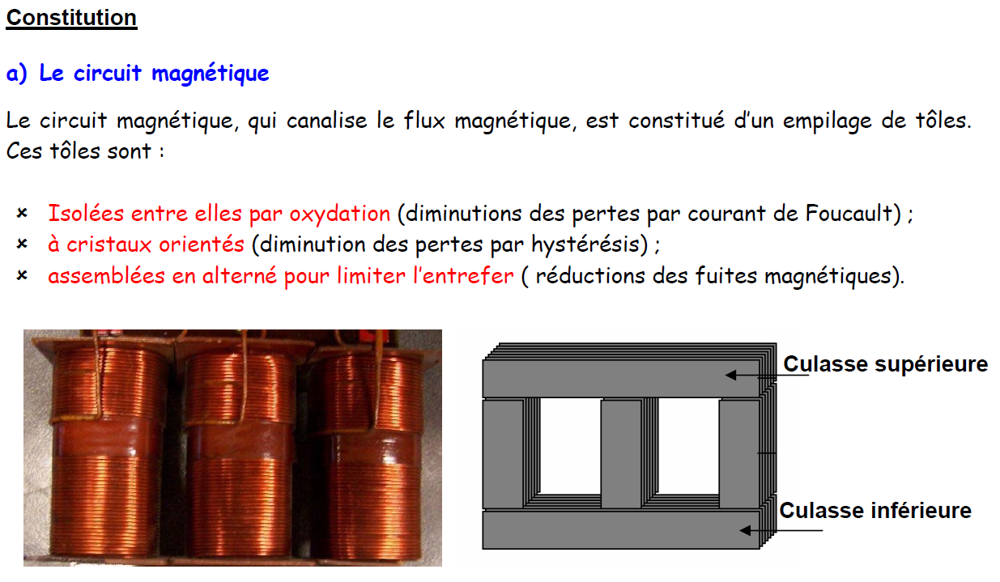 Constitution
a) Le circuit magnétique
Le circuit magnétique, qui canalise le flux magnétique, est constitué d'un empilage de tôles.
Ces tôles sont :
× Isolées entre elles par oxydation (diminutions des pertes par courant de Foucault) ;
× à cristaux orientés (diminution des pertes par hystérésis) ;
× assemblées en alterné pour limiter l'entrefer ( réductions des fuites magnétiques).
Culasse supérieure
Culasse inférieure